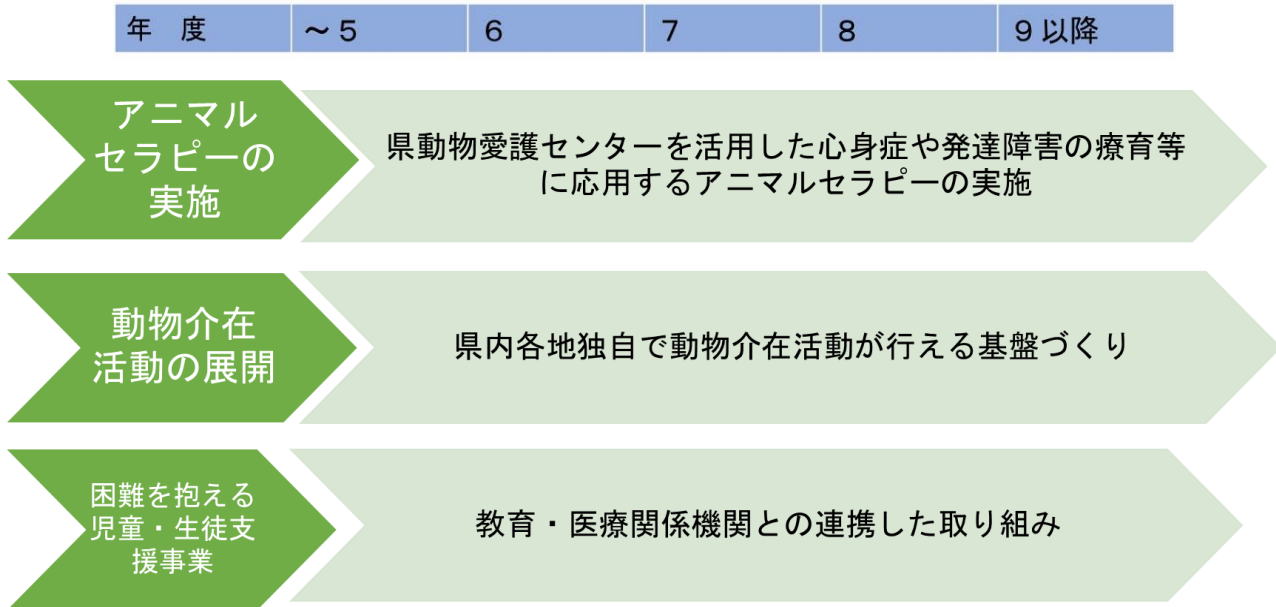 年　度 ～５ ６ ７ ８ ９以降
アニマル
セラピーの
実施
県動物愛護センターを活用した心身症や発達障害の療育等
に応用するアニマルセラピーの実施
動物介在
活動の展開
県内各地独自で動物介在活動が行える基盤づくり
困難を抱える
児童・生徒支
援事業
教育・医療関係機関との連携した取り組み